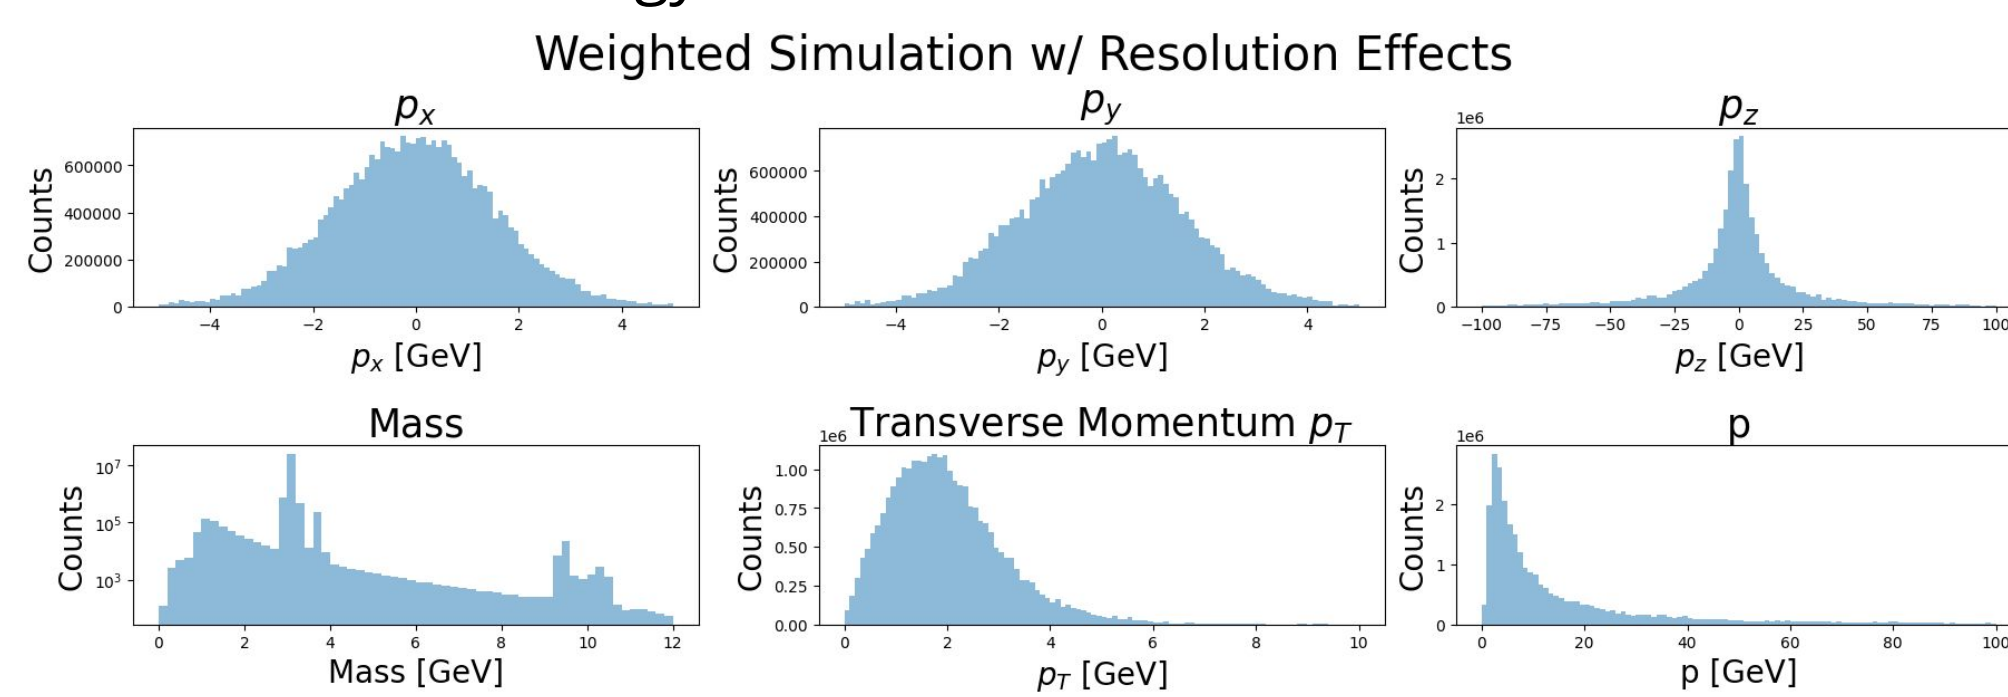 gy
Weighted Simulation w/ Resolution Effects
p_x
Counts
600000
400000
200000
0
−4 −2 0 2 4
p_x [GeV]
p_y
Counts
600000
400000
200000
0
−4 −2 0 2 4
p_y [GeV]
p_z
1e6
Counts
2
1
0
−100 −75 −50 −25 0 25 50 75 100
p_z [GeV]
Mass
Counts
10^7
10^5
10^3
0 2 4 6 8 10 12
Mass [GeV]
Transverse Momentum p_T
1e6
Counts
1.00
0.75
0.50
0.25
0.00
0 2 4 6 8 10
p_T [GeV]
p
1e6
Counts
2
1
0
0 20 40 60 80 100
p [GeV]